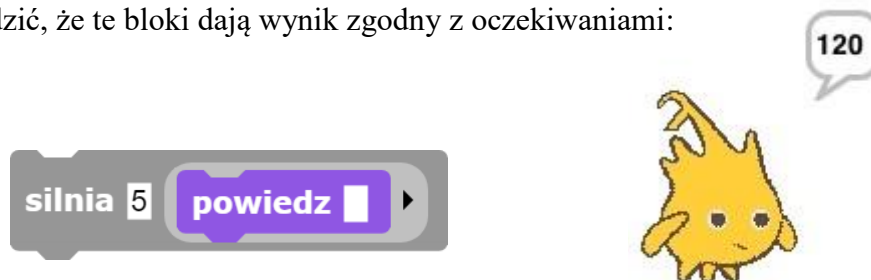 dzić, że te bloki dają wynik zgodny z oczekiwaniami:
120
silnia 5 powiedz